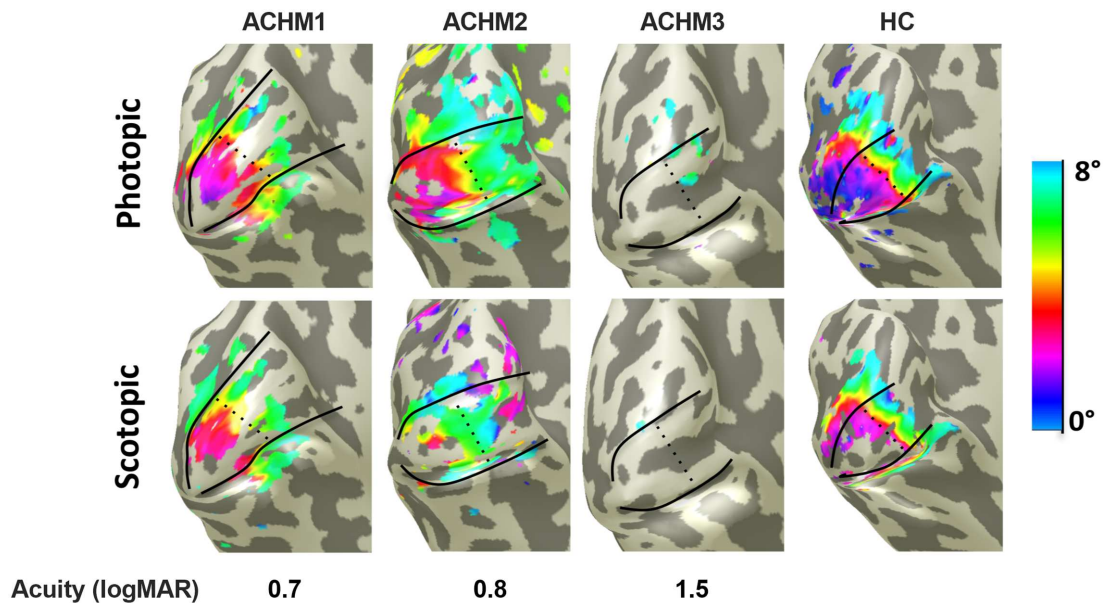 ACHM1 ACHM2 ACHM3 HC
Photopic
8°
0°
Scotopic
Acuity (logMAR) 0.7 0.8 1.5